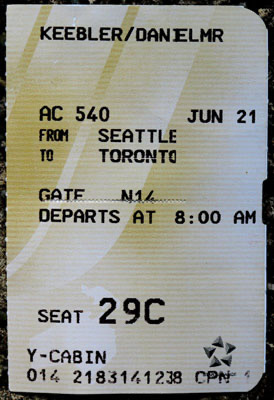 KEEBLER/DANIELMR
AC 540 JUN 21
FROM SEATTLE
TO TORONTO
GATE N14
DEPARTS AT 8:00 AM
SEAT 29C
Y-CABIN
014 2183141238 CPN